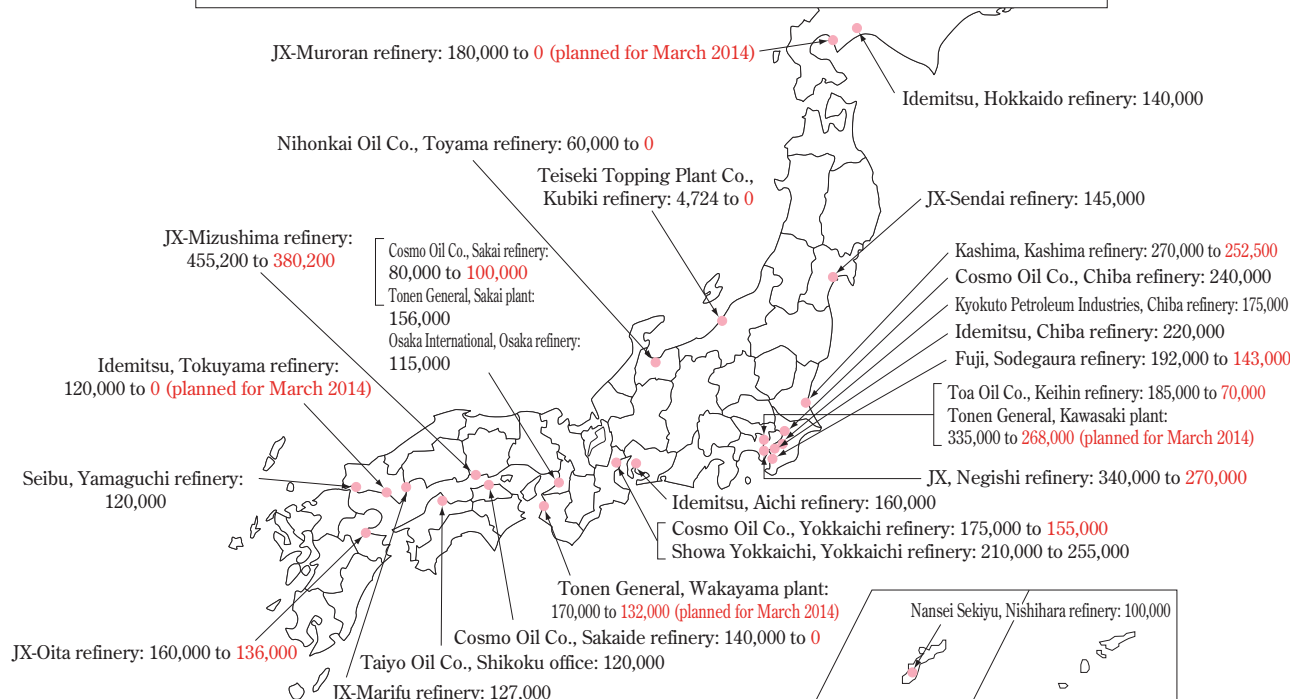 JX-Muroran refinery: 180,000 to 0 (planned for March 2014)
Idemitsu, Hokkaido refinery: 140,000
Nihonkai Oil Co., Toyama refinery: 60,000 to 0
Teiseki Topping Plant Co.,
Kubiki refinery: 4,724 to 0
JX-Sendai refinery: 145,000
JX-Mizushima refinery:
455,200 to 380,200
Cosmo Oil Co., Sakai refinery:
80,000 to 100,000
Tonen General, Sakai plant:
156,000
Osaka International, Osaka refinery:
115,000
Kashima, Kashima refinery: 270,000 to 252,500
Cosmo Oil Co., Chiba refinery: 240,000
Kyokuto Petroleum Industries, Chiba refinery: 175,000
Idemitsu, Chiba refinery: 220,000
Fuji, Sodegaura refinery: 192,000 to 143,000
Idemitsu, Tokuyama refinery:
120,000 to 0 (planned for March 2014)
Toa Oil Co., Keihin refinery: 185,000 to 70,000
Tonen General, Kawasaki plant:
335,000 to 268,000 (planned for March 2014)
JX, Negishi refinery: 340,000 to 270,000
Seibu, Yamaguchi refinery:
120,000
Idemitsu, Aichi refinery: 160,000
Cosmo Oil Co., Yokkaichi refinery: 175,000 to 155,000
Showa Yokkaichi, Yokkaichi refinery: 210,000 to 255,000
Tonen General, Wakayama plant:
170,000 to 132,000 (planned for March 2014)
Cosmo Oil Co., Sakaide refinery: 140,000 to 0
Taiyo Oil Co., Shikoku office: 120,000
JX-Oita refinery: 160,000 to 136,000
JX-Marifu refinery: 127,000
Nansei Sekiyu, Nishihara refinery: 100,000